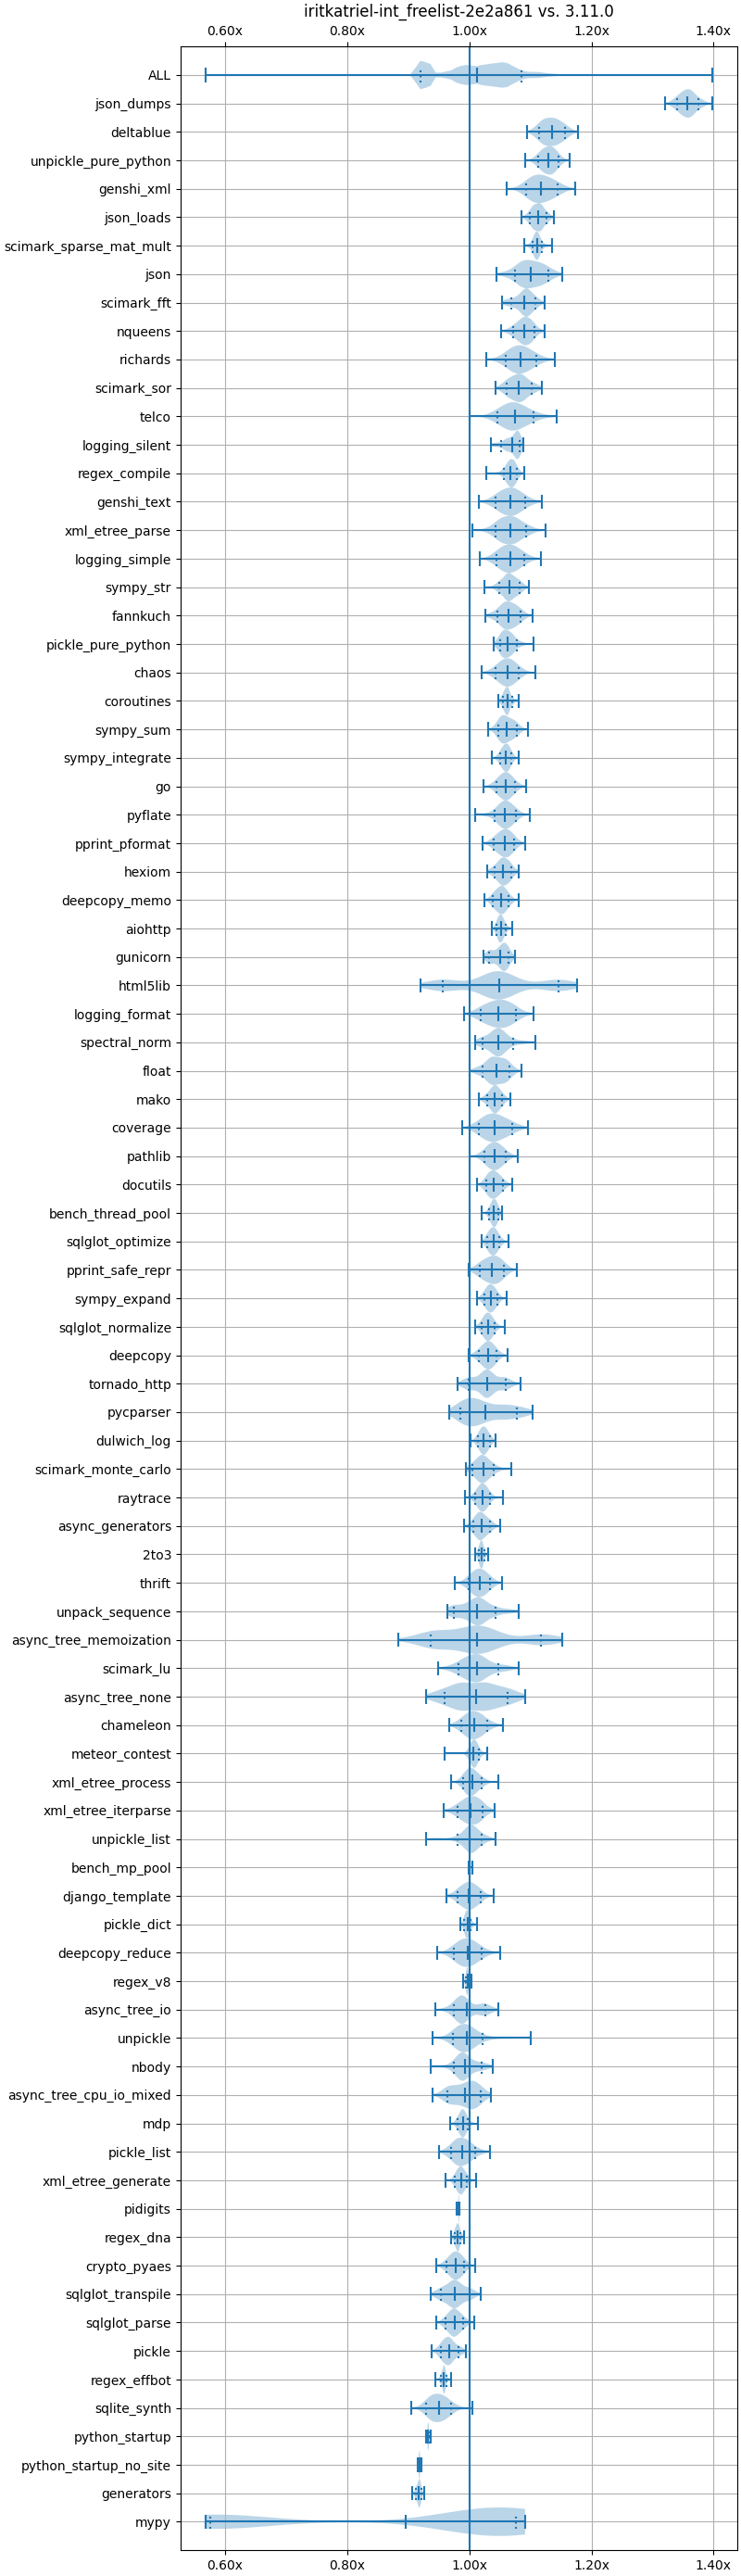 iritkatriel-int_freelist-2e2a861 vs. 3.11.0
0.60x 0.80x 1.00x 1.20x 1.40x
ALL
json_dumps
deltablue
unpickle_pure_python
genshi_xml
json_loads
scimark_sparse_mat_mult
json
scimark_fft
nqueens
richards
scimark_sor
telco
logging_silent
regex_compile
genshi_text
xml_etree_parse
logging_simple
sympy_str
fannkuch
pickle_pure_python
chaos
coroutines
sympy_sum
sympy_integrate
go
pyflate
pprint_pformat
hexiom
deepcopy_memo
aiohttp
gunicorn
html5lib
logging_format
spectral_norm
float
mako
coverage
pathlib
docutils
bench_thread_pool
sqlglot_optimize
pprint_safe_repr
sympy_expand
sqlglot_normalize
deepcopy
tornado_http
pycparser
dulwich_log
scimark_monte_carlo
raytrace
async_generators
2to3
thrift
unpack_sequence
async_tree_memoization
scimark_lu
async_tree_none
chameleon
meteor_contest
xml_etree_process
xml_etree_iterparse
unpickle_list
bench_mp_pool
django_template
pickle_dict
deepcopy_reduce
regex_v8
async_tree_io
unpickle
nbody
async_tree_cpu_io_mixed
mdp
pickle_list
xml_etree_generate
pidigits
regex_dna
crypto_pyaes
sqlglot_transpile
sqlglot_parse
pickle
regex_effbot
sqlite_synth
python_startup
python_startup_no_site
generators
mypy
0.60x 0.80x 1.00x 1.20x 1.40x